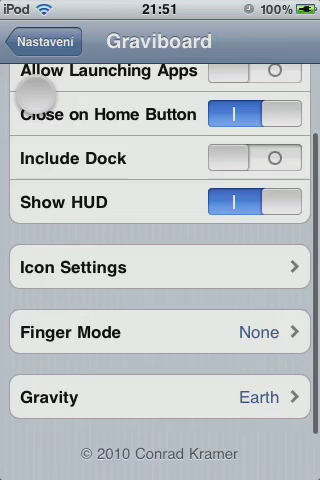 iPod 21:51 100%
Nastavení Graviboard
Allow Launching Apps
Close on Home Button
Include Dock
Show HUD
Icon Settings
Finger Mode None
Gravity Earth
© 2010 Conrad Kramer